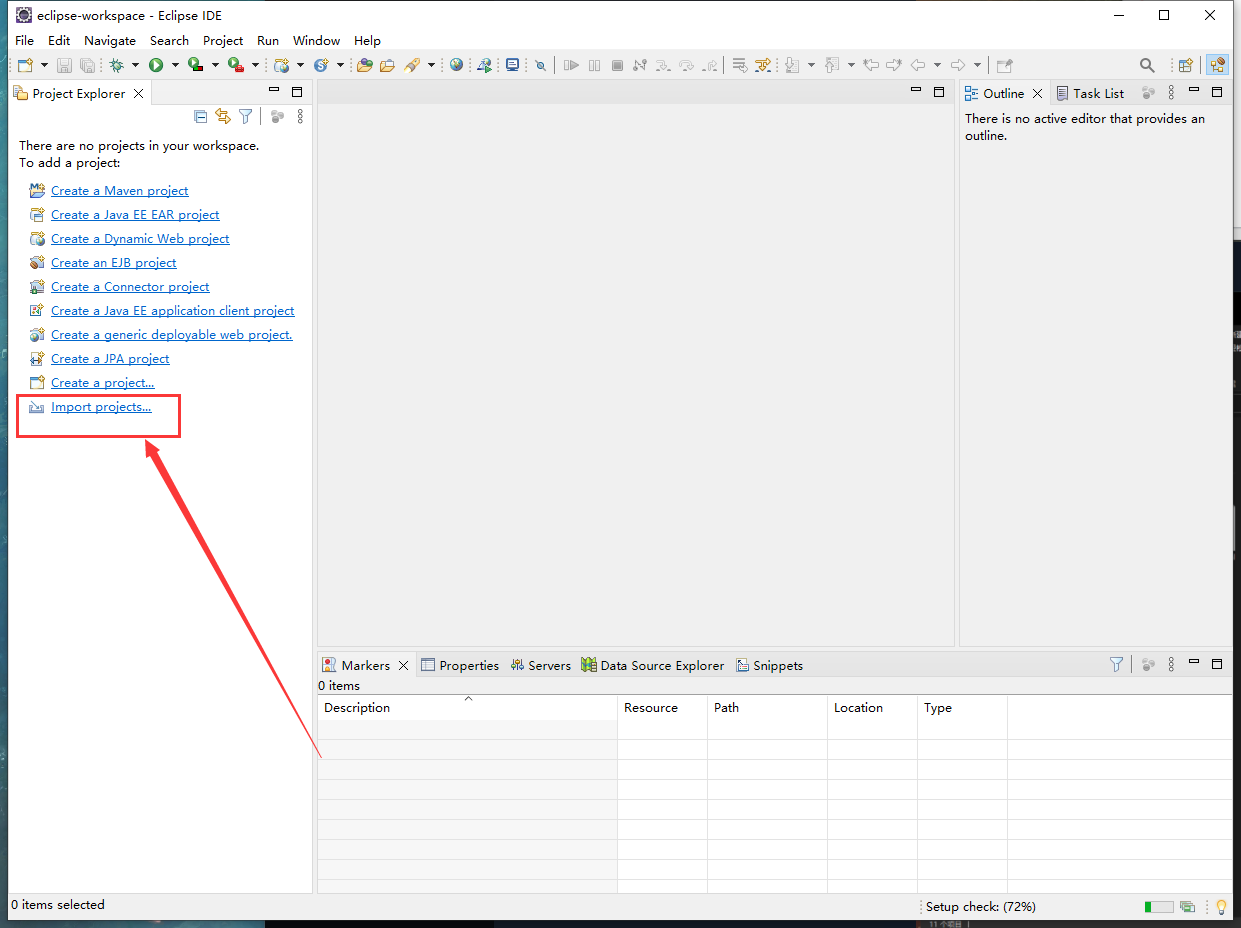 eclipse-workspace - Eclipse IDE
File Edit Navigate Search Project Run Window Help
Project Explorer
There are no projects in your workspace.
To add a project:
Create a Maven project
Create a Java EE EAR project
Create a Dynamic Web project
Create an EJB project
Create a Connector project
Create a Java EE application client project
Create a generic deployable web project.
Create a JPA project
Create a project...
Import projects...
Outline Task List
There is no active editor that provides an
outline.
Markers Properties Servers Data Source Explorer Snippets
0 items
Description Resource Path Location Type
0 items selected
Setup check: (72%)